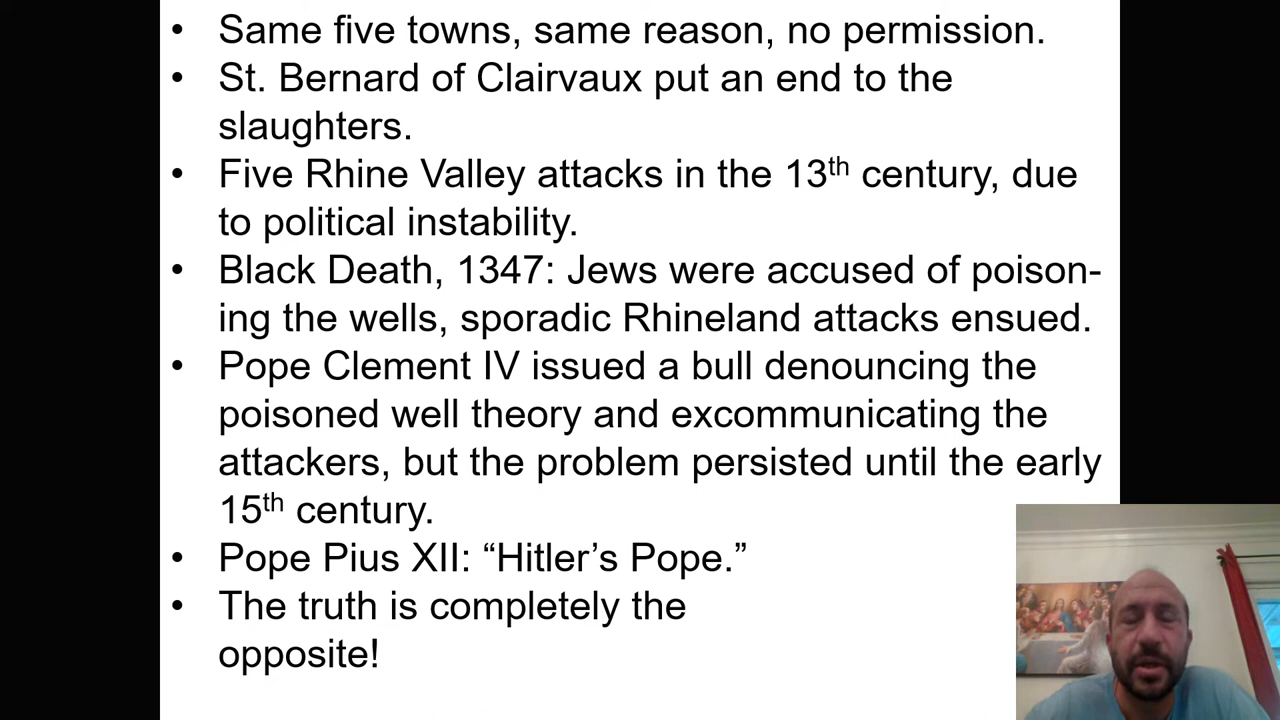 • Same five towns, same reason, no permission.
• St. Bernard of Clairvaux put an end to the
slaughters.
• Five Rhine Valley attacks in the 13th century, due
to political instability.
• Black Death, 1347: Jews were accused of poison-
ing the wells, sporadic Rhineland attacks ensued.
• Pope Clement IV issued a bull denouncing the
poisoned well theory and excommunicating the
attackers, but the problem persisted until the early
15th century.
• Pope Pius XII: “Hitler’s Pope.”
• The truth is completely the
opposite!